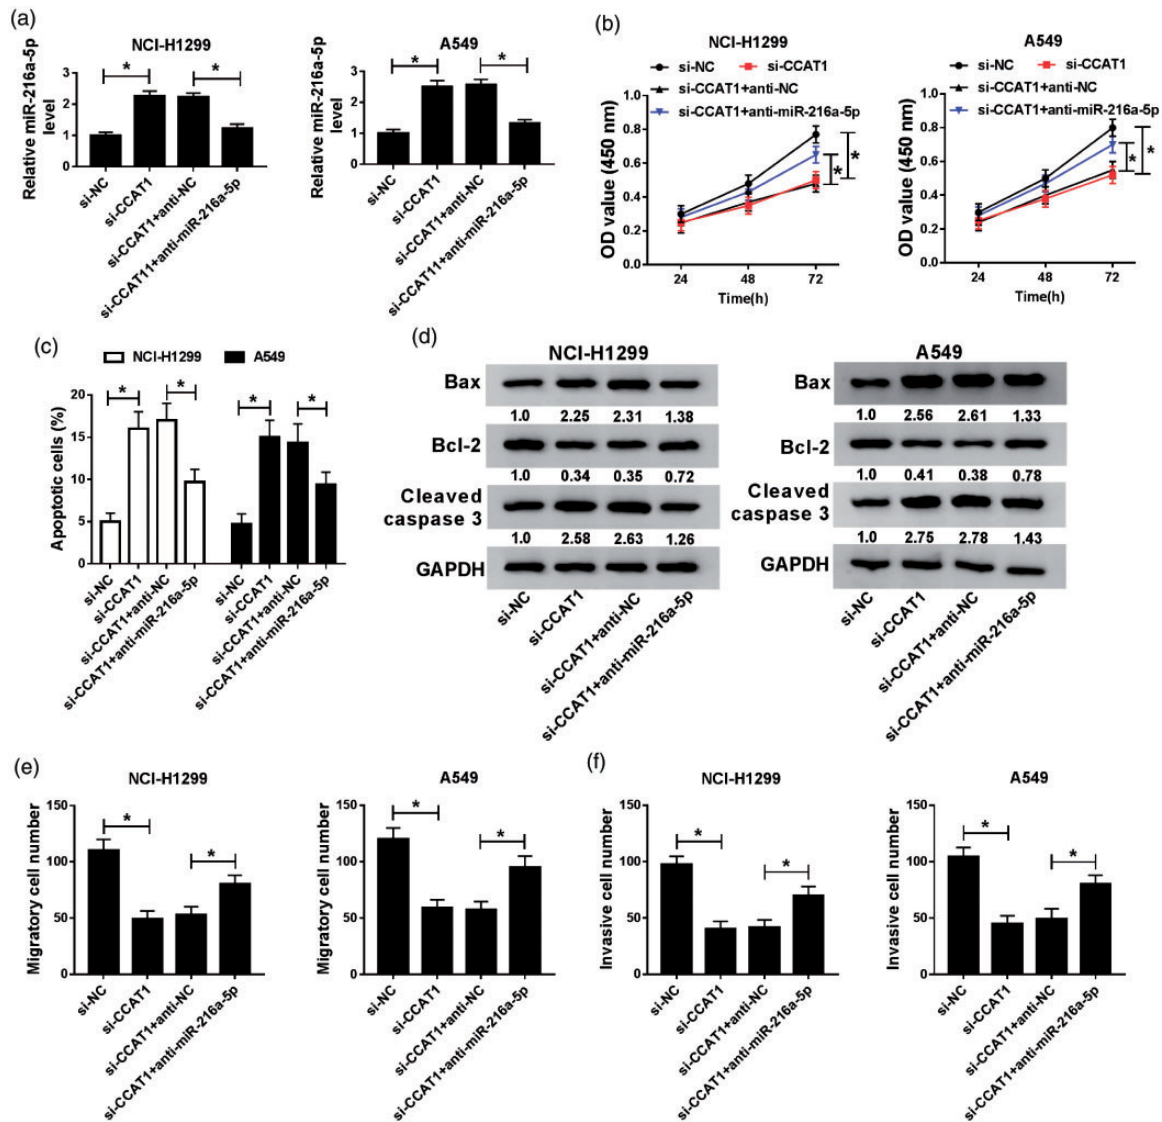 (a)
NCI-H1299
Relative miR-216a-5p
level
3
2
1
0
*
*
si-NC
si-CCAT1
si-CCAT1+anti-NC
si-CCAT11+anti-miR-216a-5p
A549
Relative miR-216a-5p
level
3
2
1
0
*
*
si-NC
si-CCAT1
si-CCAT1+anti-NC
si-CCAT1+anti-miR-216a-5p
(b)
NCI-H1299
si-NC
si-CCAT1
si-CCAT1+anti-NC
si-CCAT1+anti-miR-216a-5p
OD value (450 nm)
1.0
0.8
0.6
0.4
0.2
0.0
*
*
24
48
72
Time(h)
A549
si-NC
si-CCAT1
si-CCAT1+anti-NC
si-CCAT1+anti-miR-216a-5p
OD value (450 nm)
1.0
0.8
0.6
0.4
0.2
0.0
*
*
24
48
72
Time(h)
(c)
NCI-H1299
A549
Apoptotic cells (%)
20
15
10
5
0
*
*
*
*
si-NC
si-CCAT1
si-CCAT1+anti-NC
si-CCAT1+anti-miR-216a-5p
si-NC
si-CCAT1
si-CCAT1+anti-NC
si-CCAT1+anti-miR-216a-5p
(d)
NCI-H1299
Bax
1.0 2.25 2.31 1.38
Bcl-2
1.0 0.34 0.35 0.72
Cleaved
caspase 3
1.0 2.58 2.63 1.26
GAPDH
si-NC
si-CCAT1
si-CCAT1+anti-NC
si-CCAT1+anti-miR-216a-5p
A549
Bax
1.0 2.56 2.61 1.33
Bcl-2
1.0 0.41 0.38 0.78
Cleaved
caspase 3
1.0 2.75 2.78 1.43
GAPDH
si-NC
si-CCAT1
si-CCAT1+anti-NC
si-CCAT1+anti-miR-216a-5p
(e)
NCI-H1299
Migratory cell number
150
100
50
0
*
*
si-NC
si-CCAT1
si-CCAT1+anti-NC
si-CCAT1+anti-miR-216a-5p
A549
Migratory cell number
150
100
50
0
*
*
si-NC
si-CCAT1
si-CCAT1+anti-NC
si-CCAT1+anti-miR-216a-5p
(f)
NCI-H1299
Invasive cell number
150
100
50
0
*
*
si-NC
si-CCAT1
si-CCAT1+anti-NC
si-CCAT1+anti-miR-216a-5p
A549
Invasive cell number
150
100
50
0
*
*
si-NC
si-CCAT1
si-CCAT1+anti-NC
si-CCAT1+anti-miR-216a-5p